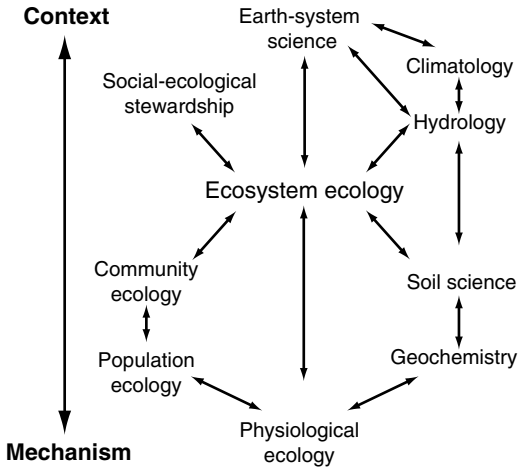 Context
Earth-system
science
Climatology
Social-ecological
stewardship
Hydrology
Ecosystem ecology
Community
ecology
Soil science
Population
ecology
Geochemistry
Physiological
ecology
Mechanism